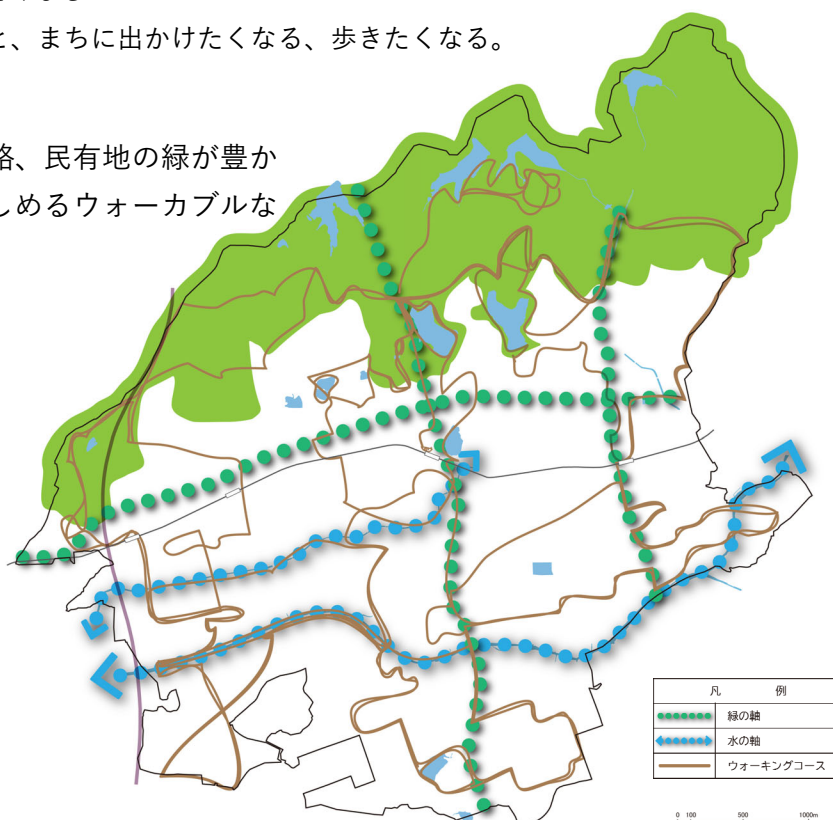 と、まちに出かけたくなる、歩きたくなる。
路、民有地の緑が豊か
しめるウォーカブルな
凡 例
緑の軸
水の軸
ウォーキングコース
0 100 500 1000m